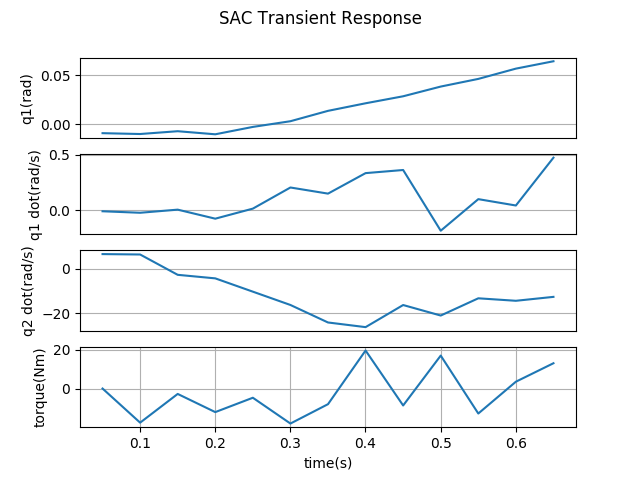 SAC Transient Response
q1(rad)
0.05
0.00
q1 dot(rad/s)
0.5
0.0
q2 dot(rad/s)
0
−20
torque(Nm)
20
0
0.1 0.2 0.3 0.4 0.5 0.6
time(s)